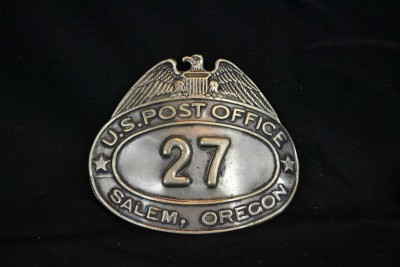 U.S. POST OFFICE
27
SALEM, OREGON